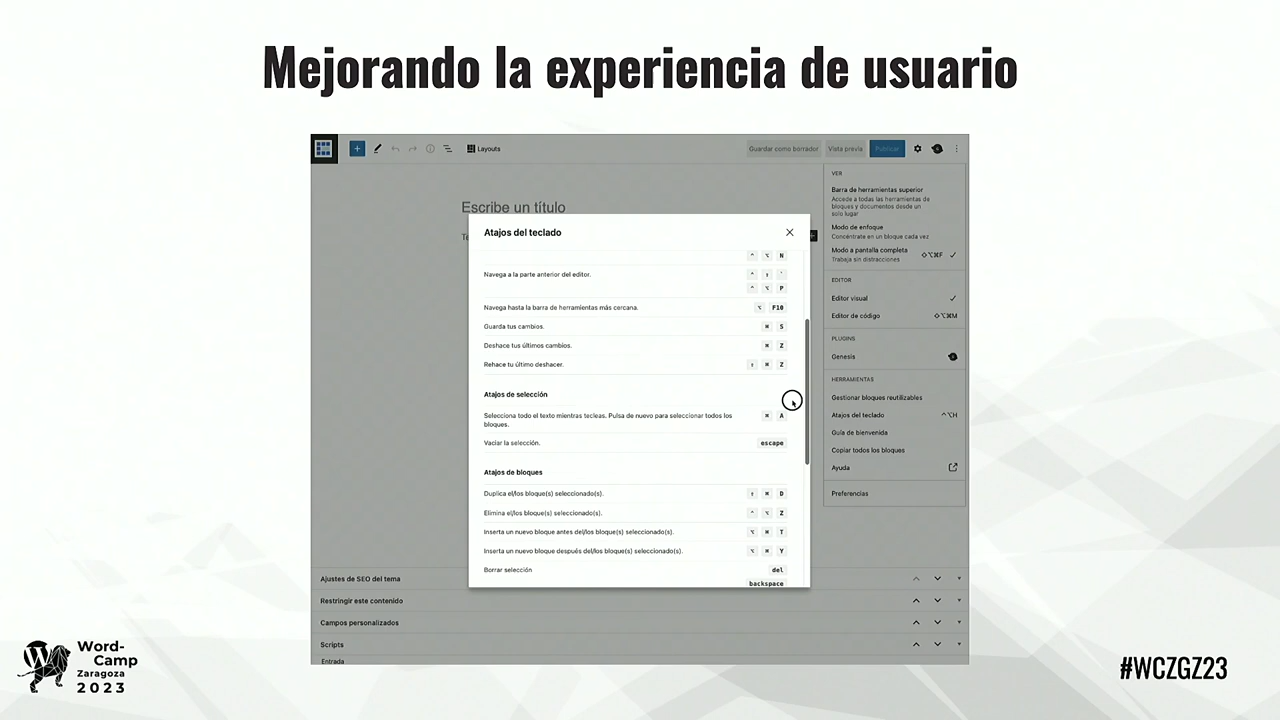 Mejorando la experiencia de usuario
Layouts
Guardar como borrador
Vista previa
Publicar
Escribe un título
Atajos del teclado
^ ⌥ N
Navega a la parte anterior del editor.
^ ⇧ `
^ ⌥ P
Navega hasta la barra de herramientas más cercana.
⌥ F10
Guarda tus cambios.
⌘ S
Deshace tus últimos cambios.
⌘ Z
Rehace tu último deshacer.
⇧ ⌘ Z
Atajos de selección
Selecciona todo el texto mientras tecleas. Pulsa de nuevo para seleccionar todos los
bloques.
⌘ A
Vaciar la selección.
escape
Atajos de bloques
Duplica el/los bloque(s) seleccionado(s).
⇧ ⌘ D
Elimina el/los bloque(s) seleccionado(s).
^ ⌥ Z
Inserta un nuevo bloque antes del/los bloque(s) seleccionado(s).
⌥ ⌘ T
Inserta un nuevo bloque después del/los bloque(s) seleccionado(s).
⌥ ⌘ Y
Borrar selección
del
backspace
VER
Barra de herramientas superior
Accede a todas las herramientas de
bloques y documentos desde un
solo lugar
Modo de enfoque
Concéntrate en un bloque cada vez
Modo a pantalla completa
Trabaja sin distracciones
⇧⌥⌘F
EDITOR
Editor visual
Editor de código
⇧⌥⌘M
PLUGINS
Genesis
HERRAMIENTAS
Gestionar bloques reutilizables
Atajos del teclado
^⌥H
Guía de bienvenida
Copiar todos los bloques
Ayuda
Preferencias
Ajustes de SEO del tema
Restringir este contenido
Campos personalizados
Scripts
Entrada
Word-
Camp
Zaragoza
2023
#WCZGZ23